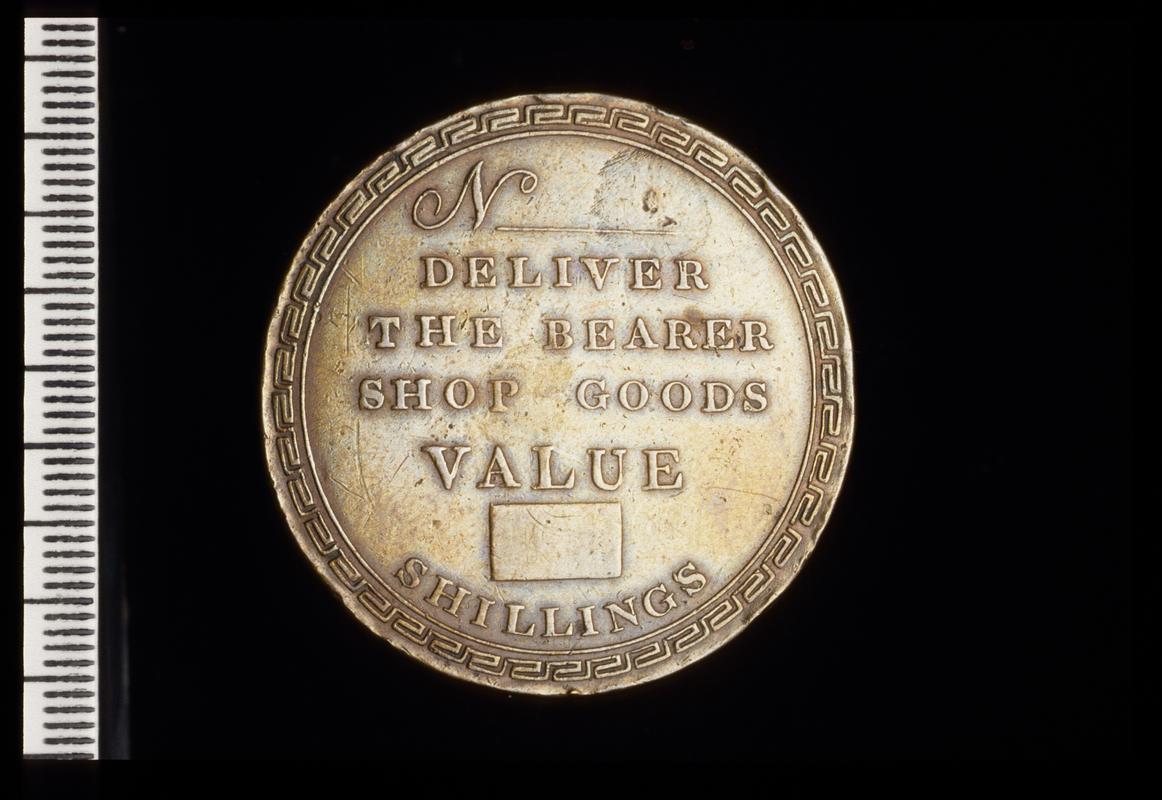 No
DELIVER
THE BEARER
SHOP GOODS
VALUE
SHILLINGS